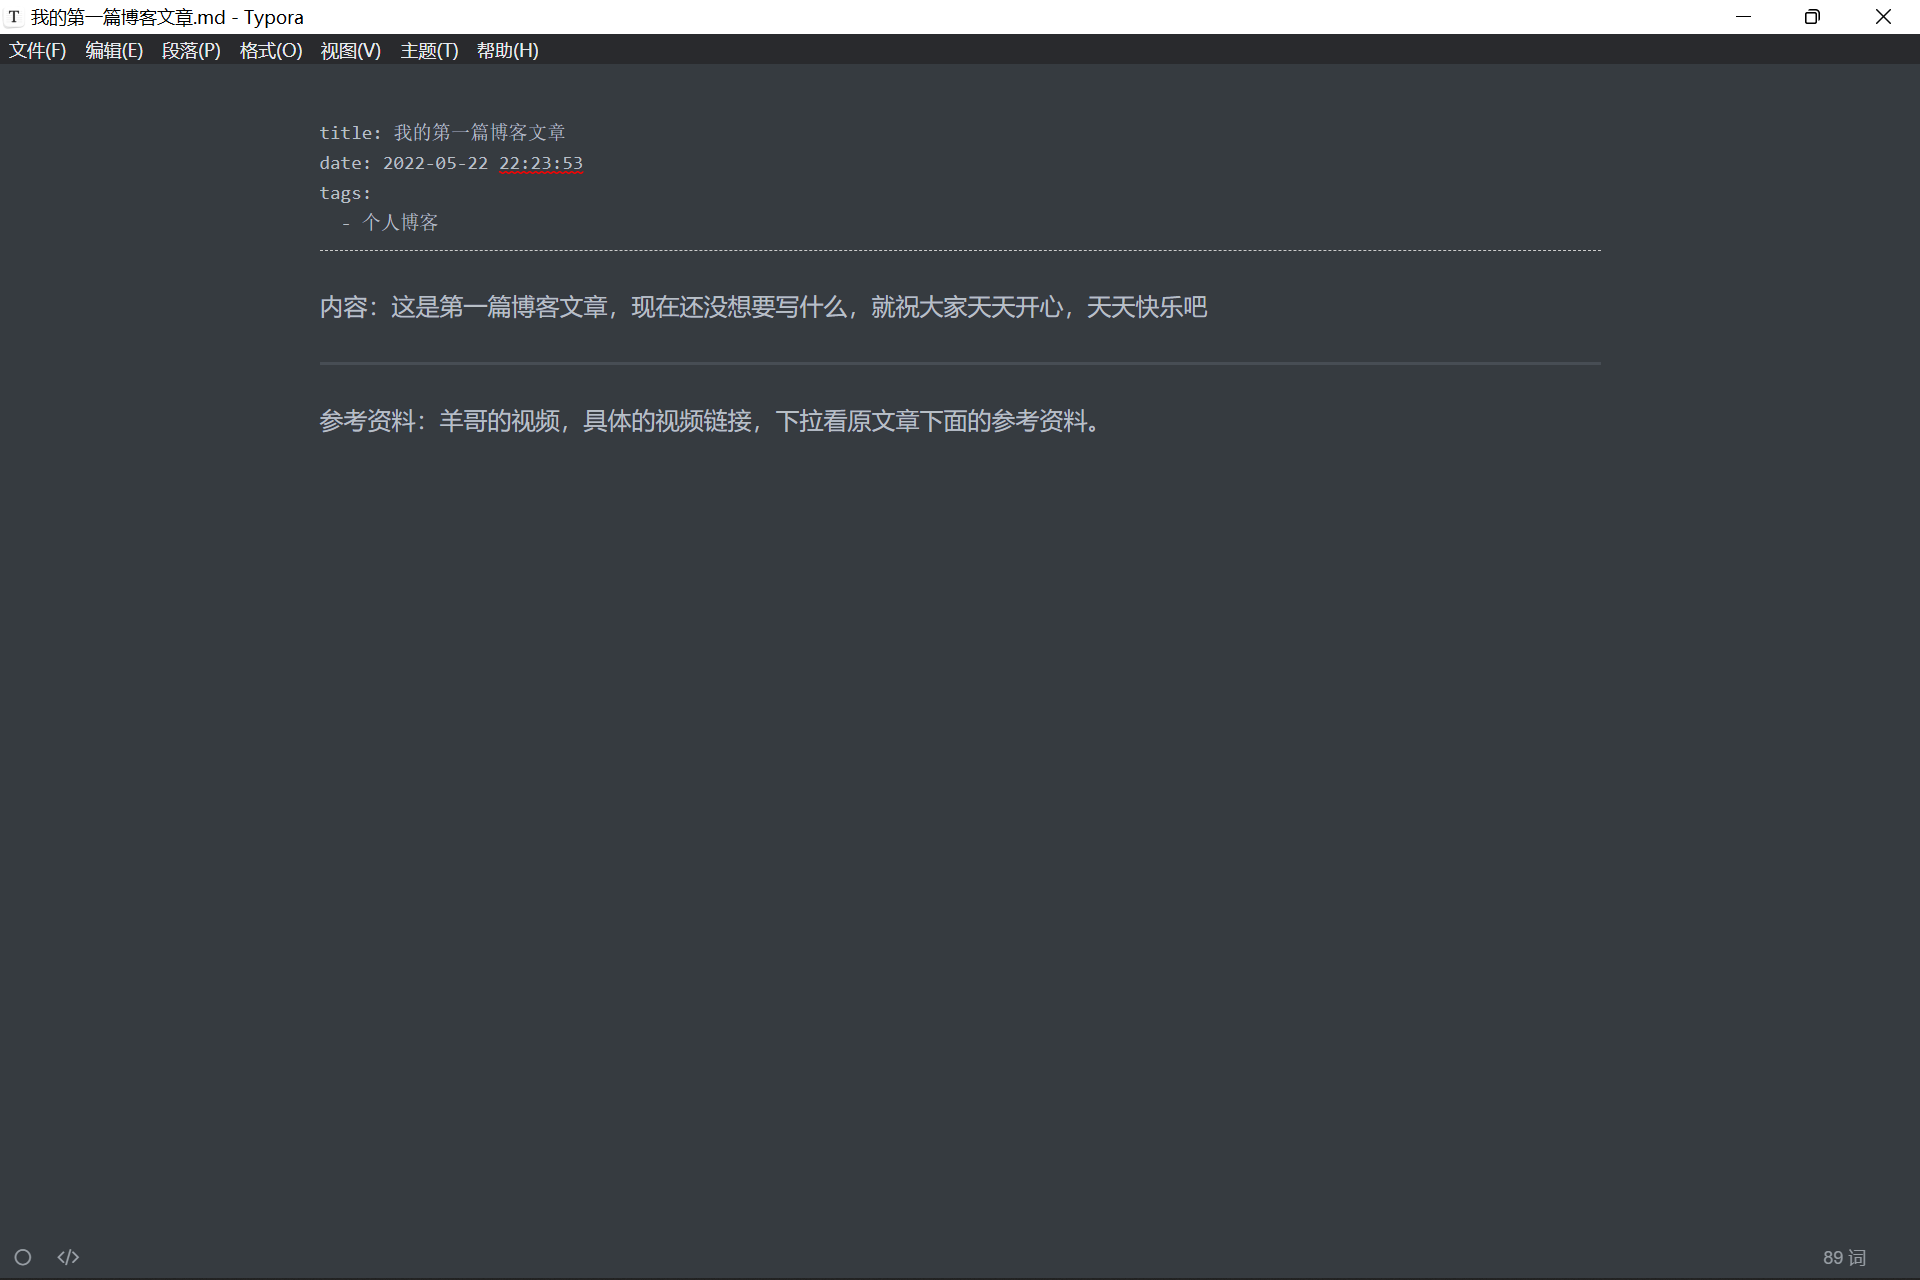 T 我的第一篇博客文章.md - Typora
文件(F) 编辑(E) 段落(P) 格式(O) 视图(V) 主题(T) 帮助(H)
title: 我的第一篇博客文章
date: 2022-05-22 22:23:53
tags:
  - 个人博客
内容：这是第一篇博客文章，现在还没想要写什么，就祝大家天天开心，天天快乐吧
参考资料：羊哥的视频，具体的视频链接，下拉看原文章下面的参考资料。
</> 89 词